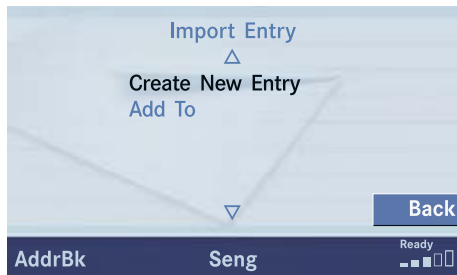 Import Entry
Create New Entry
Add To
Back
AddrBk Seng Ready